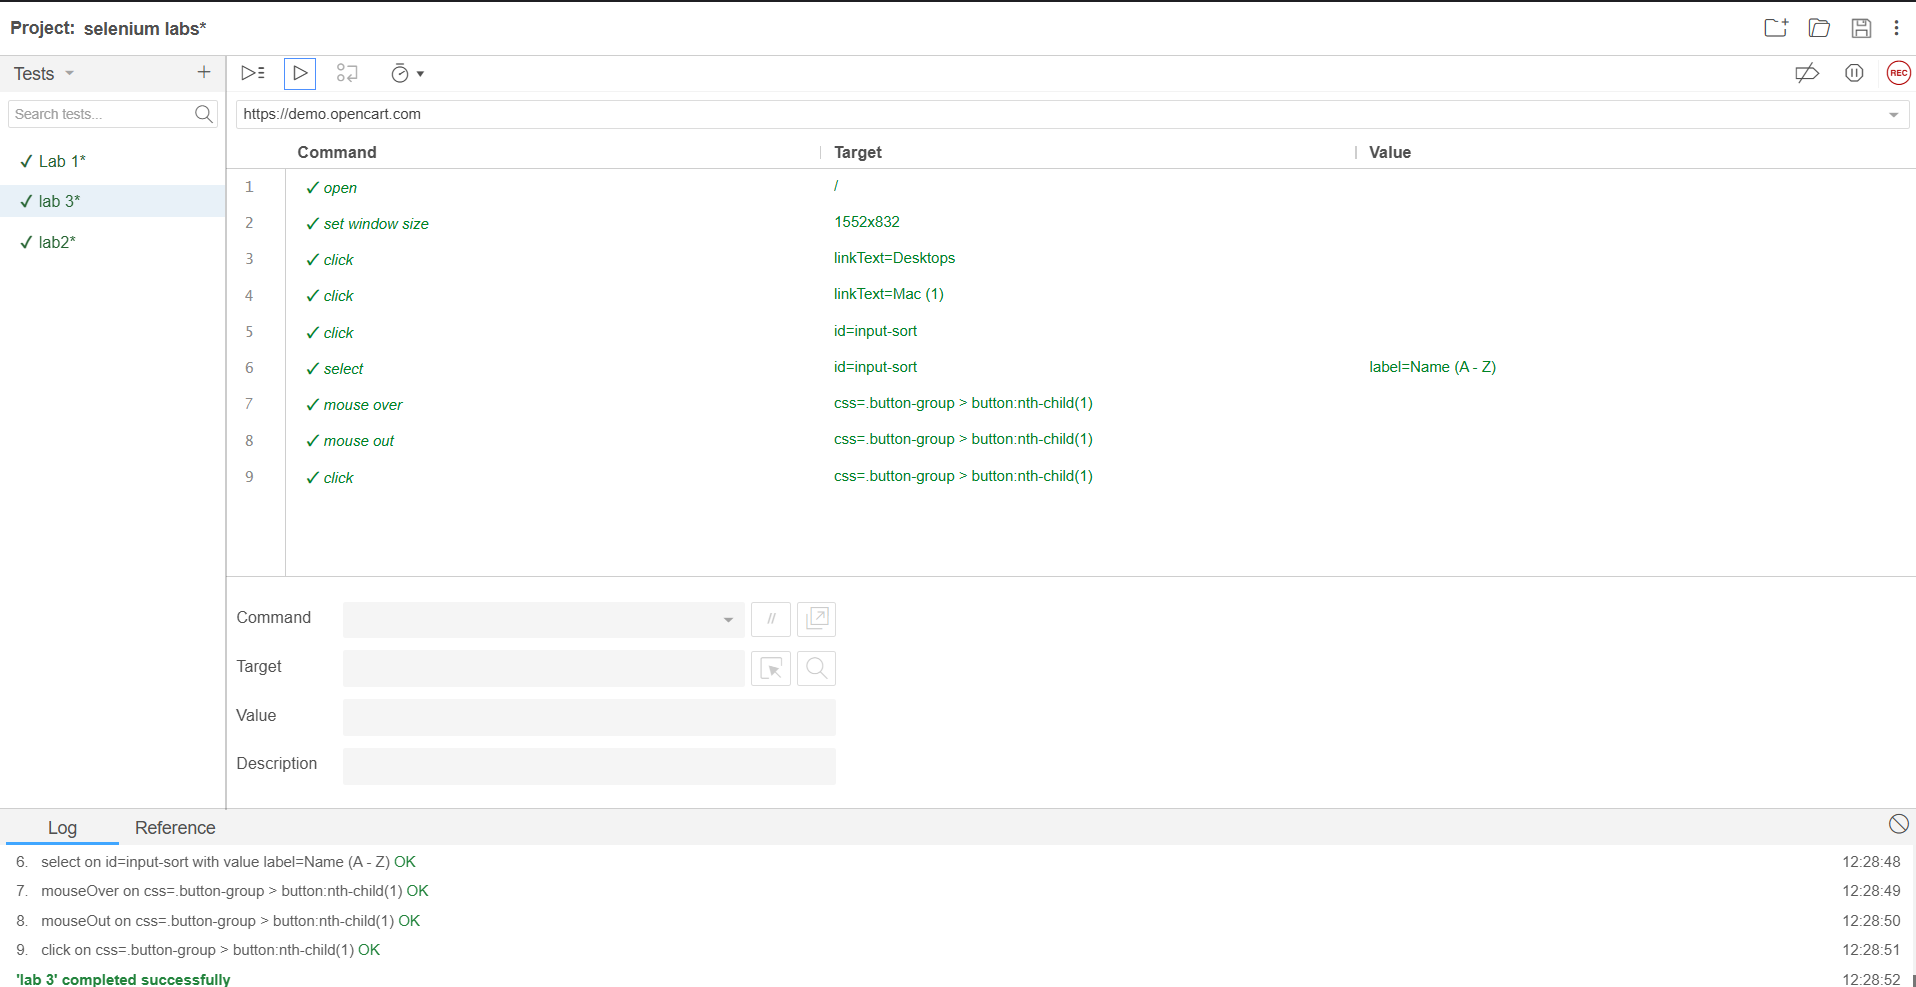 Project: selenium labs*
Tests
Search tests...
✓ Lab 1*
✓ lab 3*
✓ lab2*
REC
https://demo.opencart.com
Command Target Value
1 ✓ open /
2 ✓ set window size 1552x832
3 ✓ click linkText=Desktops
4 ✓ click linkText=Mac (1)
5 ✓ click id=input-sort
6 ✓ select id=input-sort label=Name (A - Z)
7 ✓ mouse over css=.button-group > button:nth-child(1)
8 ✓ mouse out css=.button-group > button:nth-child(1)
9 ✓ click css=.button-group > button:nth-child(1)
Command //
Target
Value
Description
Log Reference
6. select on id=input-sort with value label=Name (A - Z) OK 12:28:48
7. mouseOver on css=.button-group > button:nth-child(1) OK 12:28:49
8. mouseOut on css=.button-group > button:nth-child(1) OK 12:28:50
9. click on css=.button-group > button:nth-child(1) OK 12:28:51
'lab 3' completed successfully 12:28:52